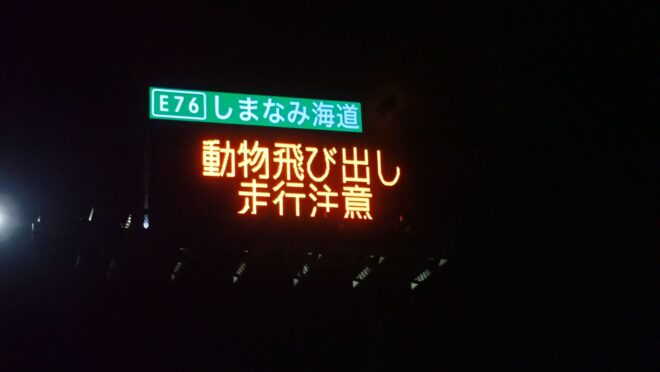 E76 しまなみ海道
動物飛び出し
走行注意